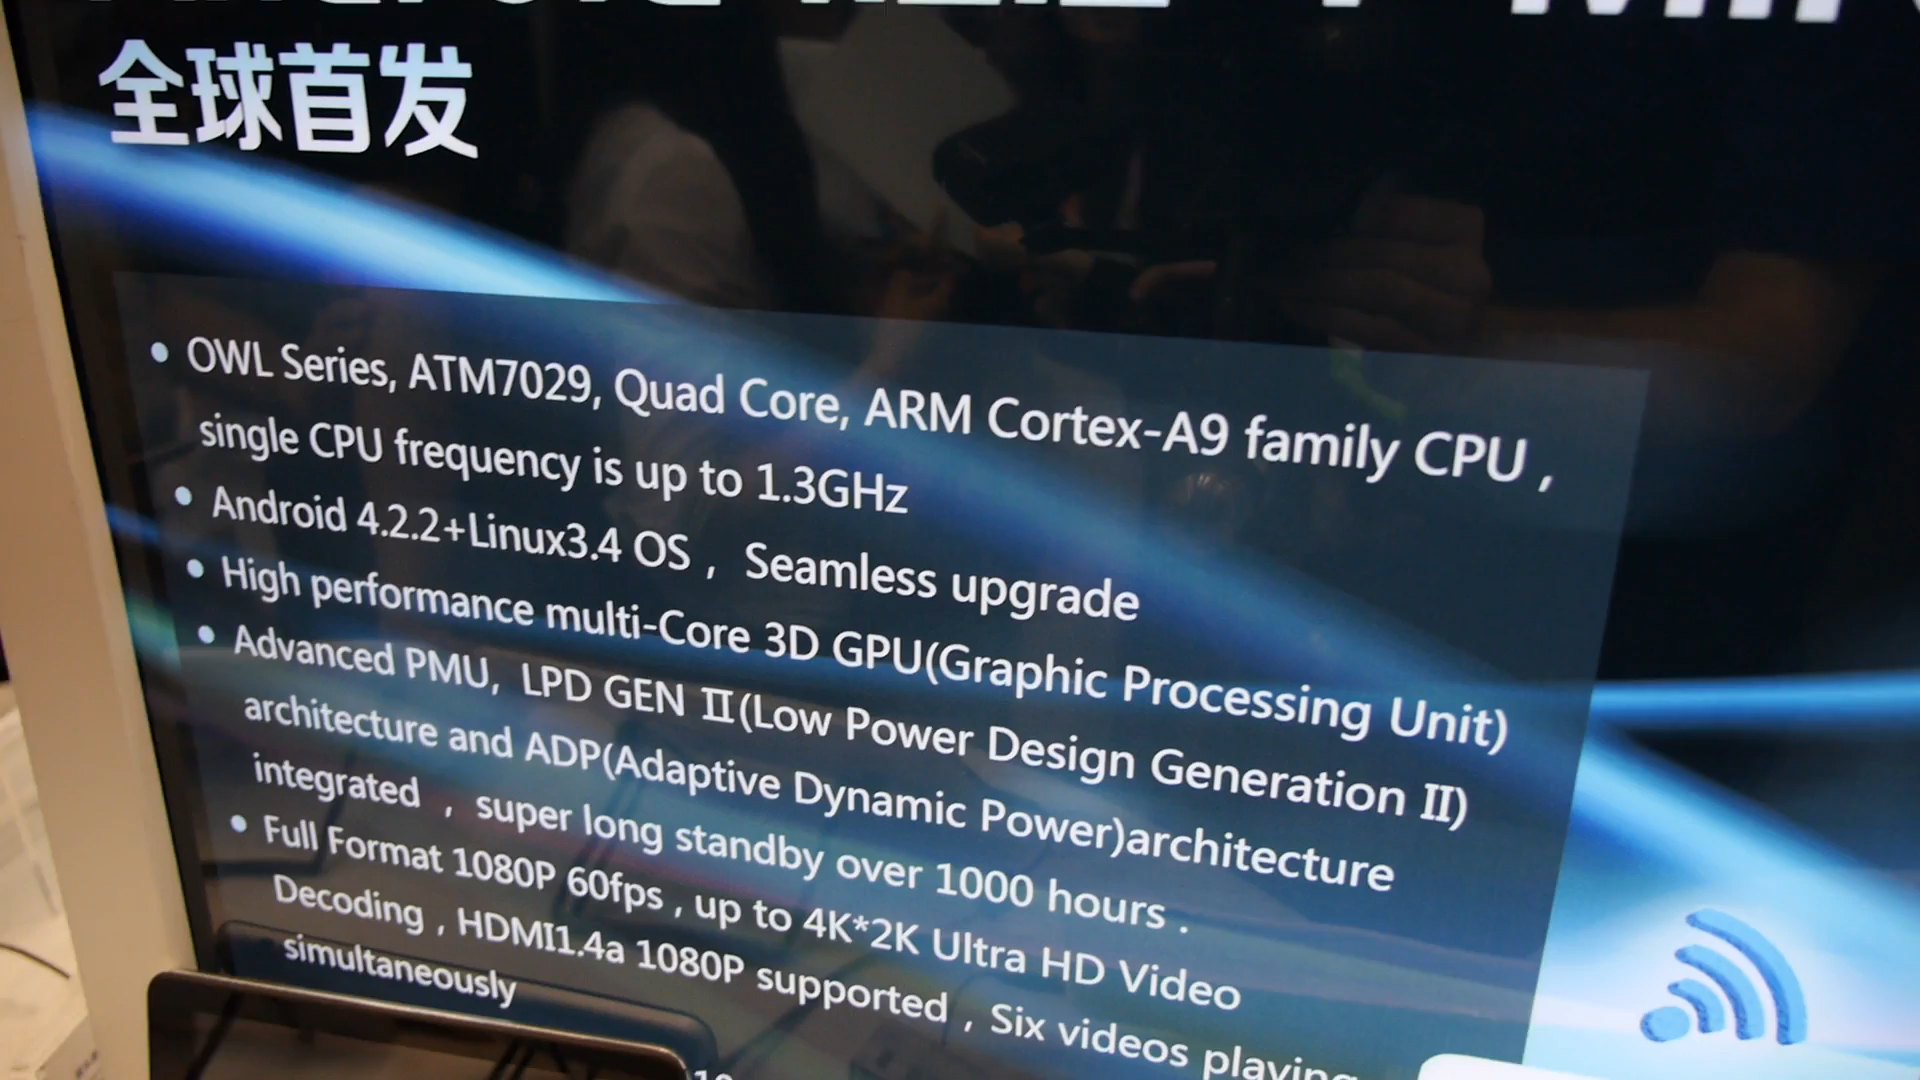 全球首发
• OWL Series, ATM7029, Quad Core, ARM Cortex-A9 family CPU ,
single CPU frequency is up to 1.3GHz
• Android 4.2.2+Linux3.4 OS , Seamless upgrade
• High performance multi-Core 3D GPU(Graphic Processing Unit)
• Advanced PMU, LPD GEN Ⅱ(Low Power Design Generation II)
architecture and ADP(Adaptive Dynamic Power)architecture
integrated , super long standby over 1000 hours .
• Full Format 1080P 60fps , up to 4K*2K Ultra HD Video
Decoding , HDMI1.4a 1080P supported , Six videos playing
simultaneously